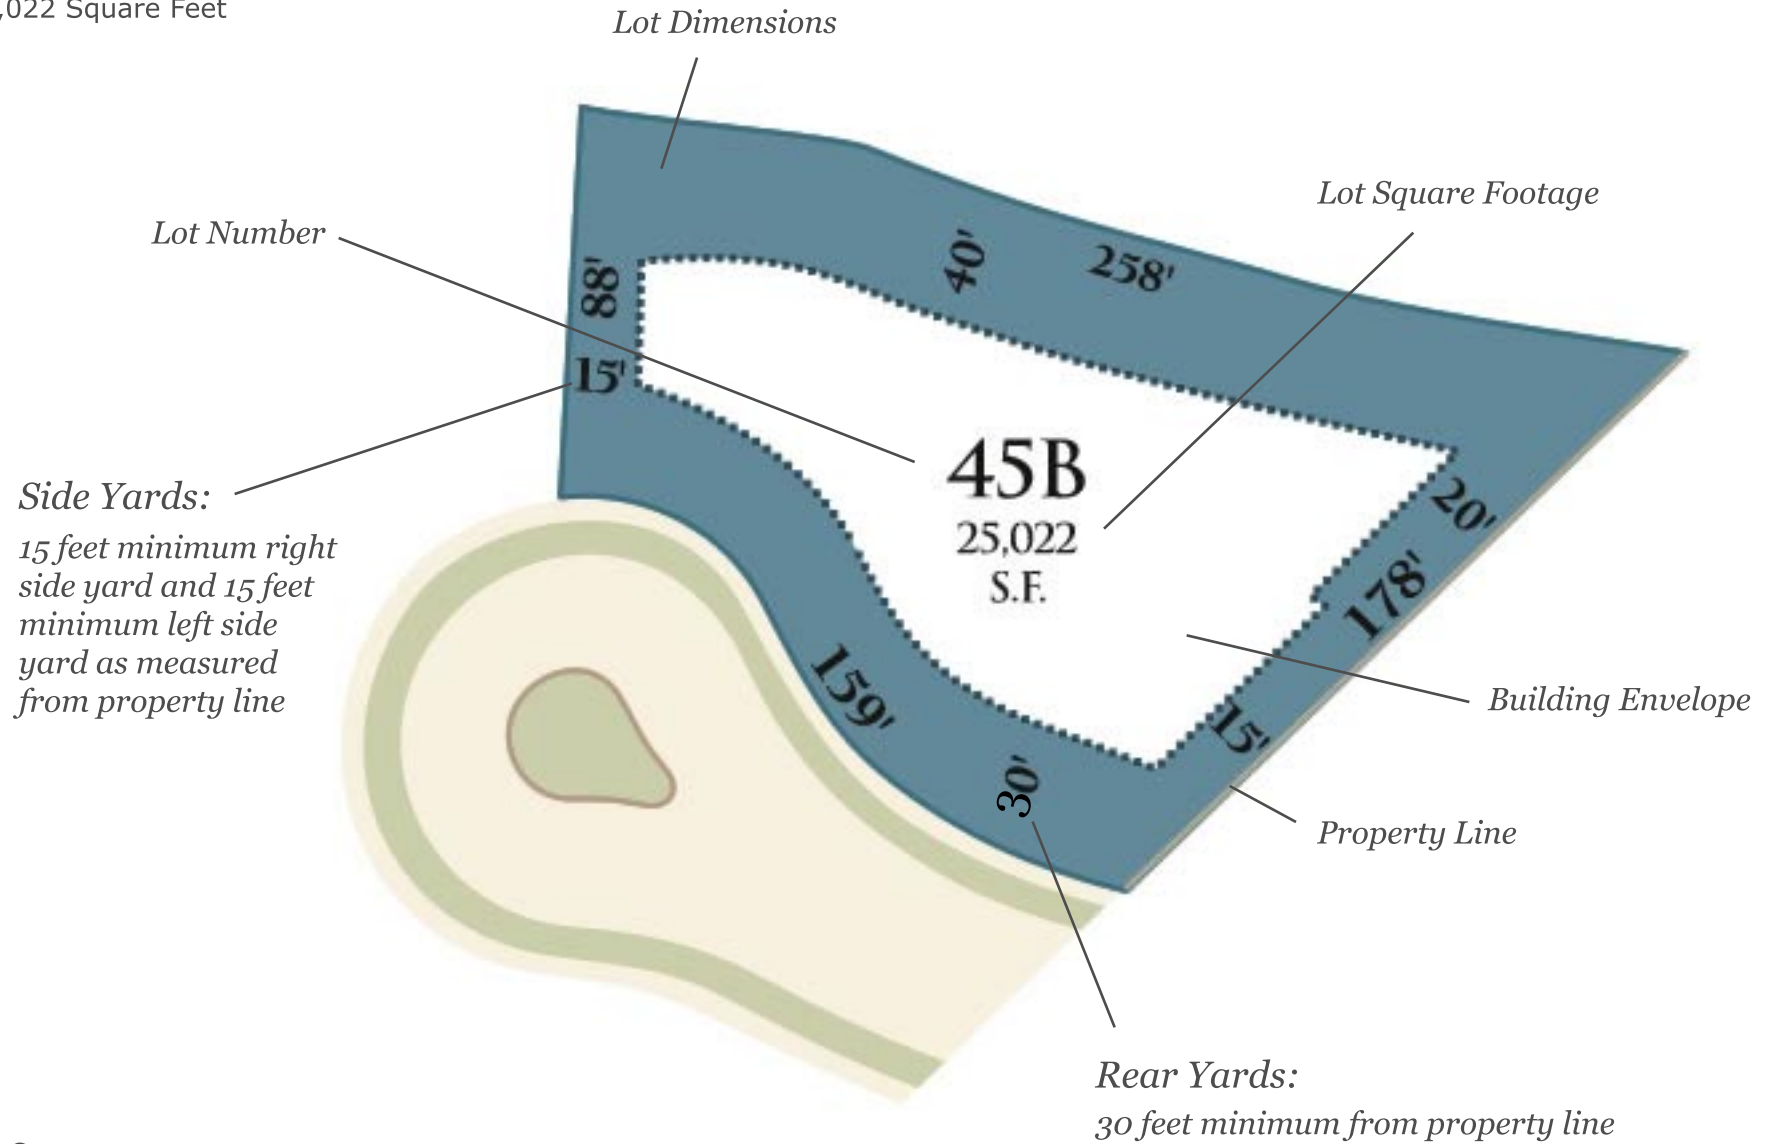 ,022 Square Feet
Lot Dimensions
Lot Square Footage
Lot Number
40'
258'
88'
15'
45B
25,022
S.F.
20'
178'
Side Yards:
15 feet minimum right
side yard and 15 feet
minimum left side
yard as measured
from property line
159'
15'
30'
Building Envelope
Property Line
Rear Yards:
30 feet minimum from property line